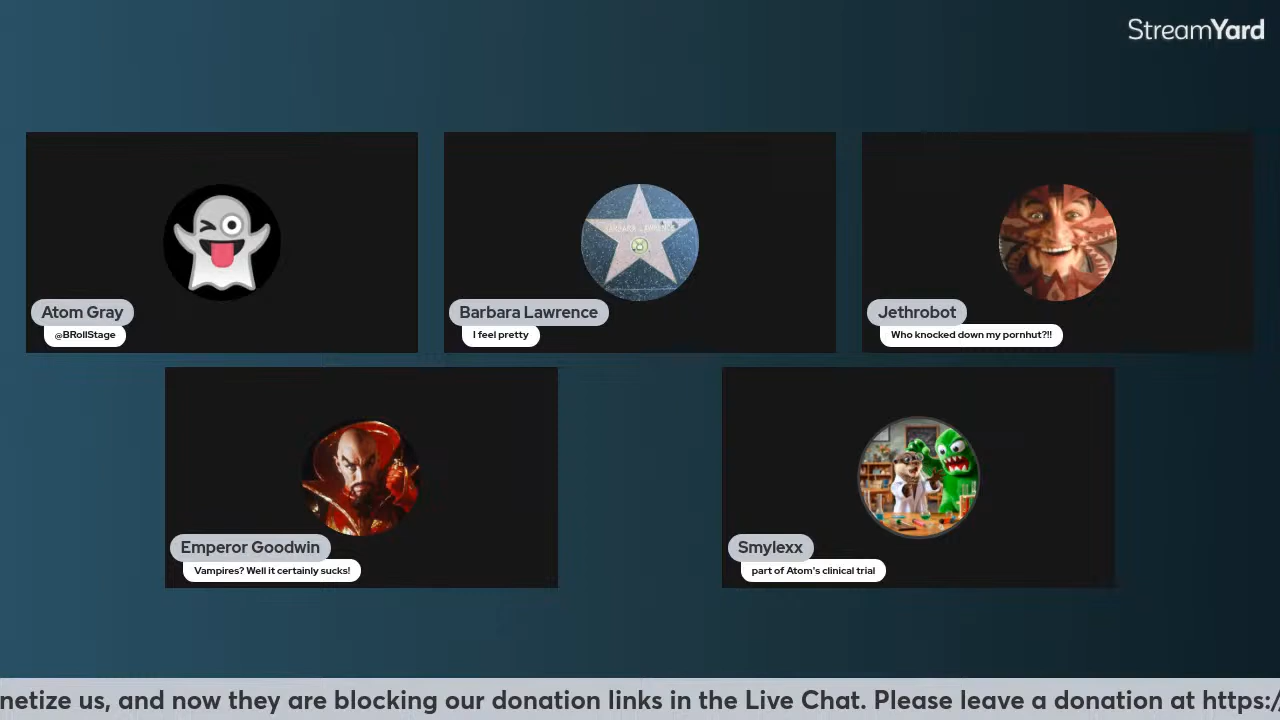 StreamYard
Atom Gray
@BRollStage
BARBARA LAWRENCE
Barbara Lawrence
I feel pretty
Jethrobot
Who knocked down my pornhut?!!
Emperor Goodwin
Vampires? Well it certainly sucks!
Smylexx
part of Atom's clinical trial
netize us, and now they are blocking our donation links in the Live Chat. Please leave a donation at https:/